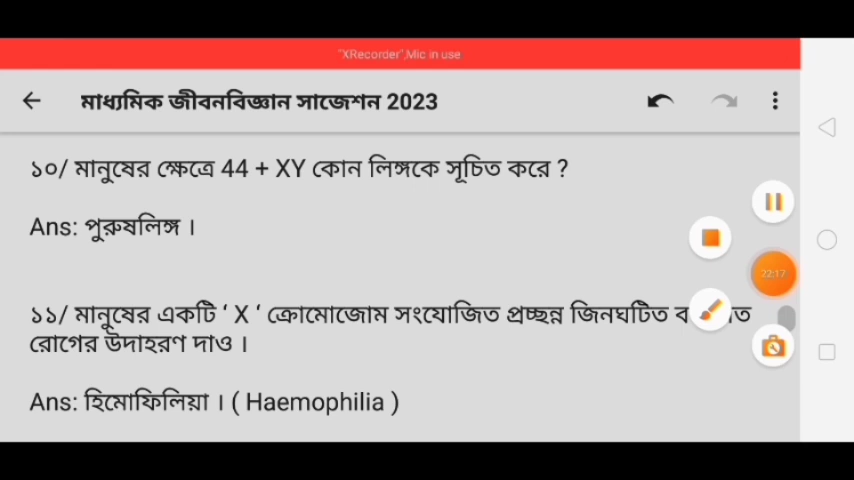 "XRecorder",Mic in use
মাধ্যমিক জীবনবিজ্ঞান সাজেশন 2023
১০/ মানুষের ক্ষেত্রে 44 + XY কোন লিঙ্গকে সূচিত করে ?
Ans: পুরুষলিঙ্গ ।
22:17
১১/ মানুষের একটি ‘ X ‘ ক্রোমোজোম সংযোজিত প্রচ্ছন্ন জিনঘটিত
রোগের উদাহরণ দাও ।
Ans: হিমোফিলিয়া । ( Haemophilia )